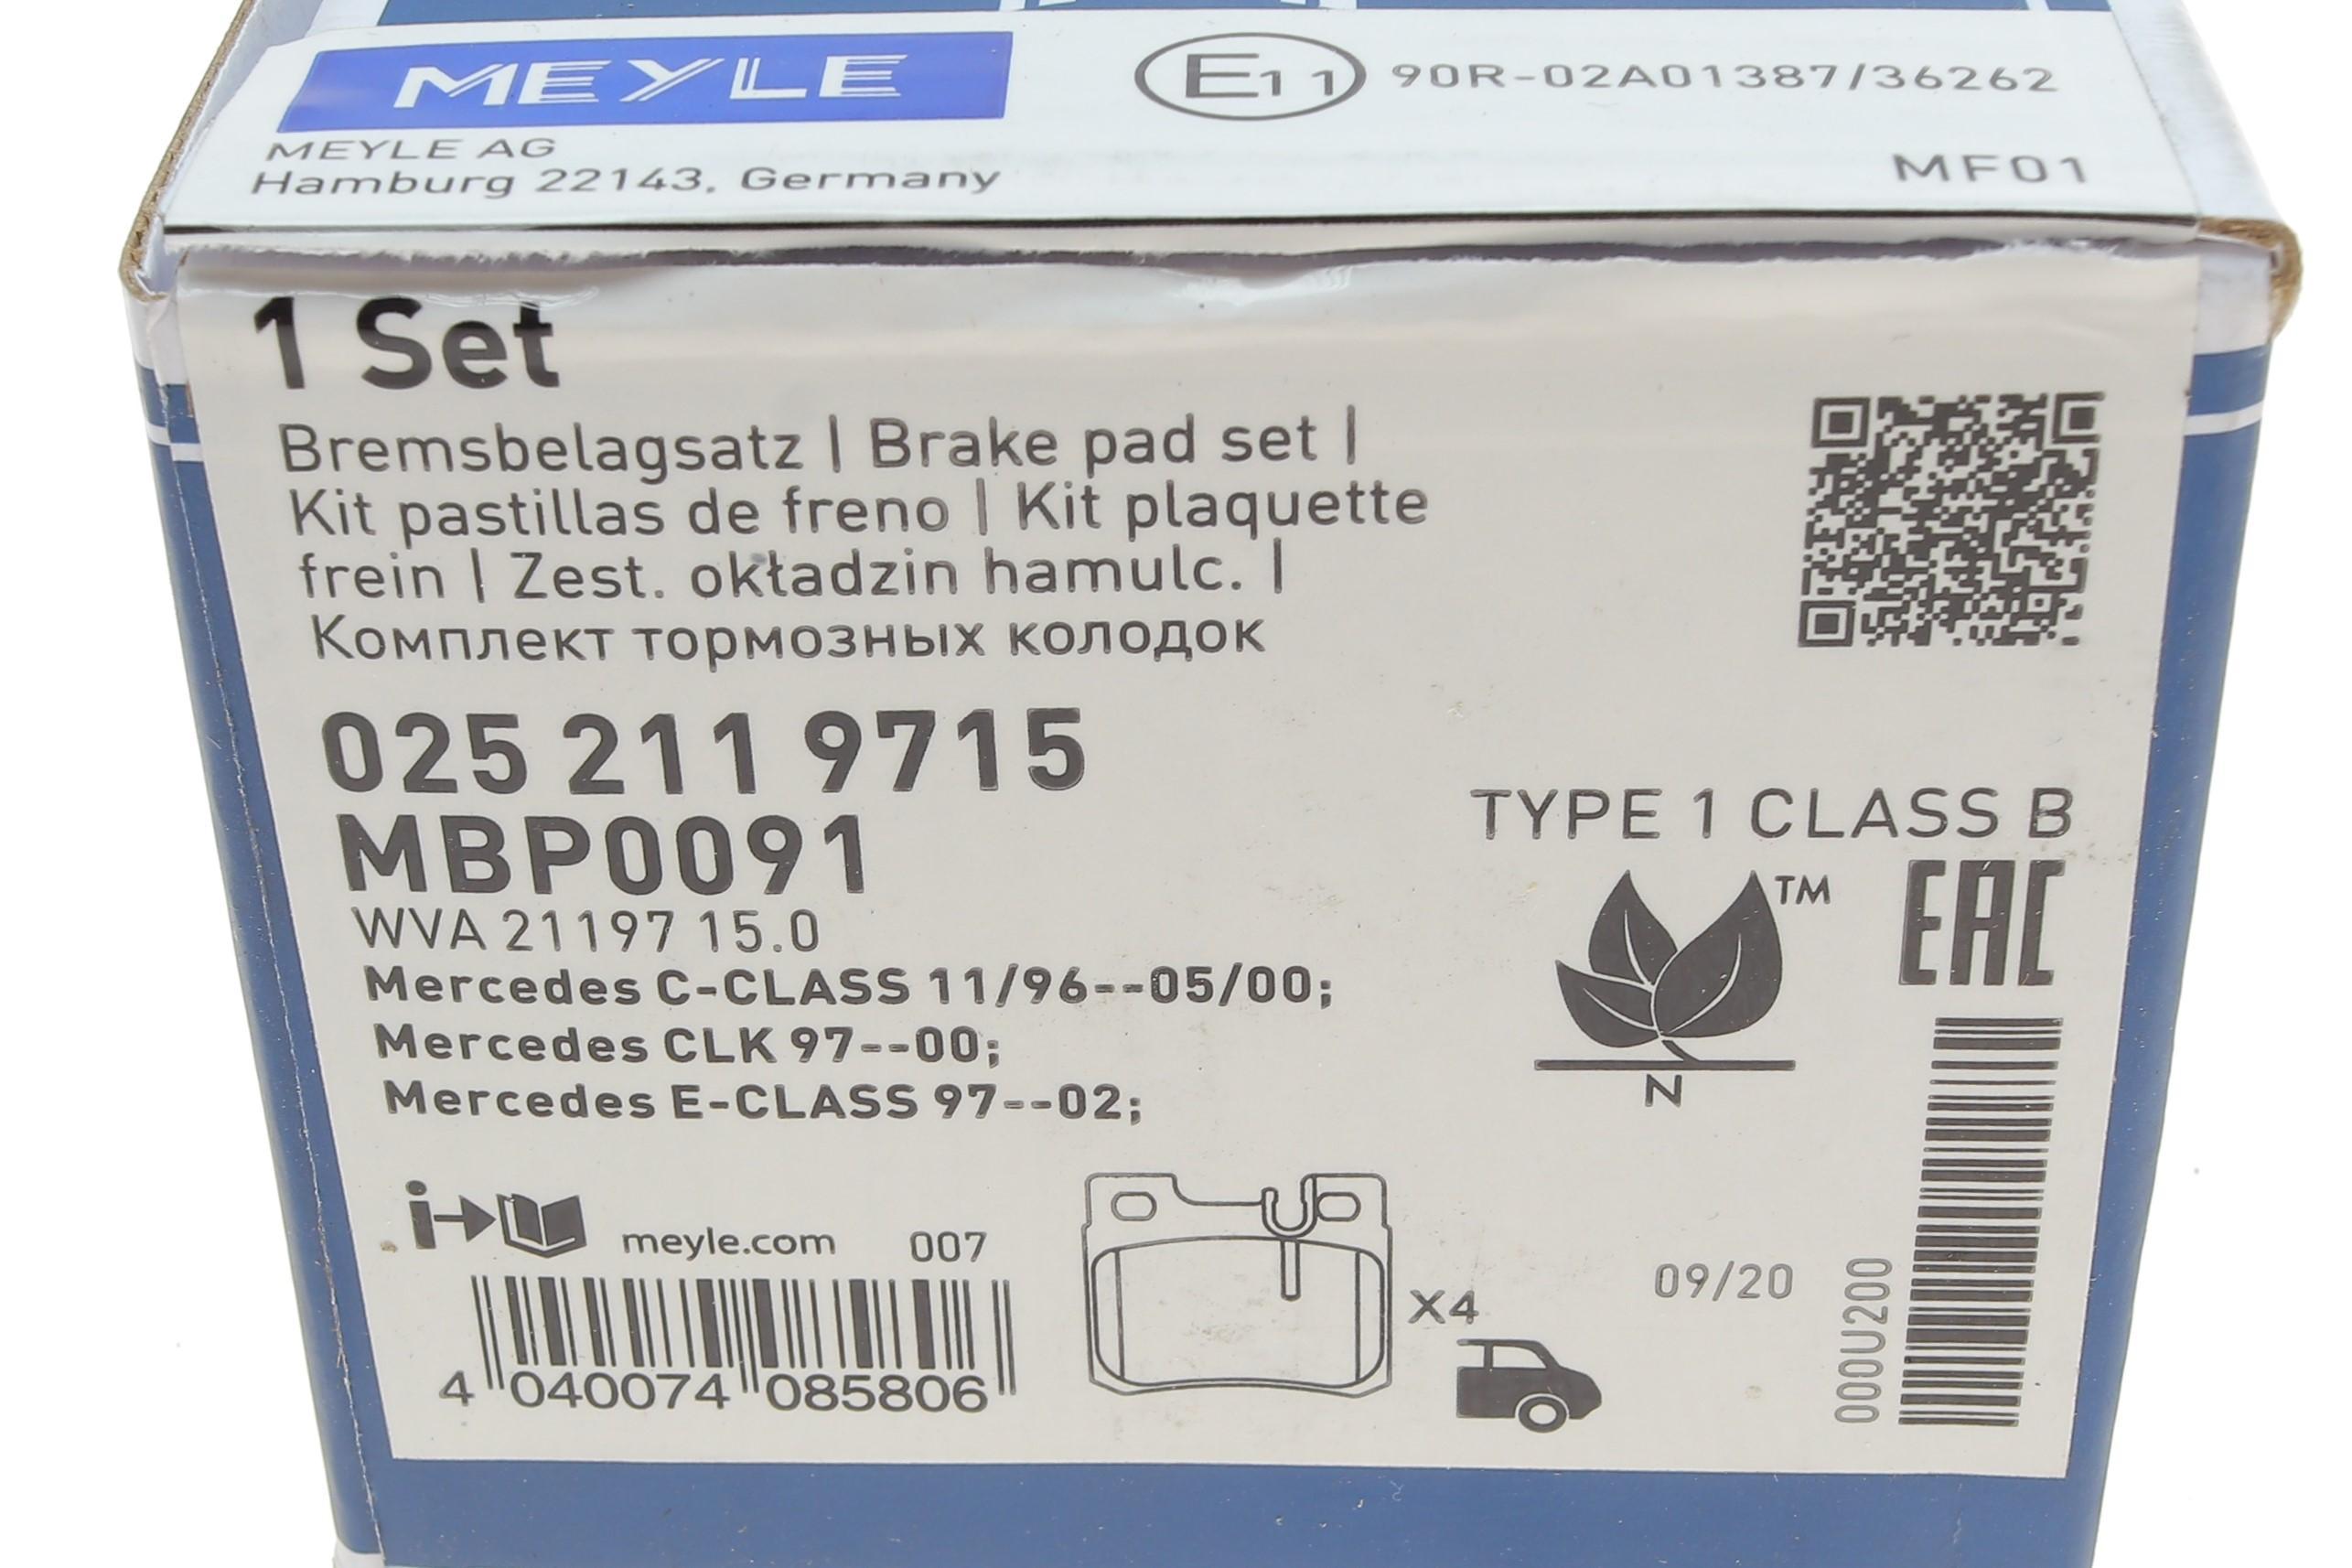 MEYLE
E11 90R-02A01387/36262
MEYLE AG
Hamburg 22143, Germany
MF01
1 Set
Bremsbelagsatz | Brake pad set |
Kit pastillas de freno | Kit plaquette
frein | Zest. okładzin hamulc. |
Комплект тормозных колодок
025 211 9715
MBP0091
WVA 21197 15.0
Mercedes C-CLASS 11/96--05/00;
Mercedes CLK 97--00;
Mercedes E-CLASS 97--02;
TYPE 1 CLASS B
TM
EAC
N
i
meyle.com 007
4 040074 085806
X4
09/20
000U200